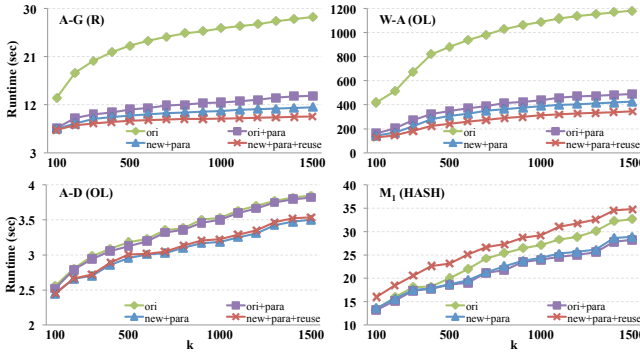 A-G (R)
Runtime (sec)
31
21
12
3
100
500
1000
1500
ori
ori+para
new+para
new+para+reuse
W-A (OL)
1200
1000
800
600
400
200
0
100
500
1000
1500
ori
ori+para
new+para
new+para+reuse
A-D (OL)
Runtime (sec)
4
3.5
3
2.5
2
100
500
1000
1500
k
ori
ori+para
new+para
new+para+reuse
M1 (HASH)
40
35
30
25
20
15
10
100
500
1000
1500
k
ori
ori+para
new+para
new+para+reuse